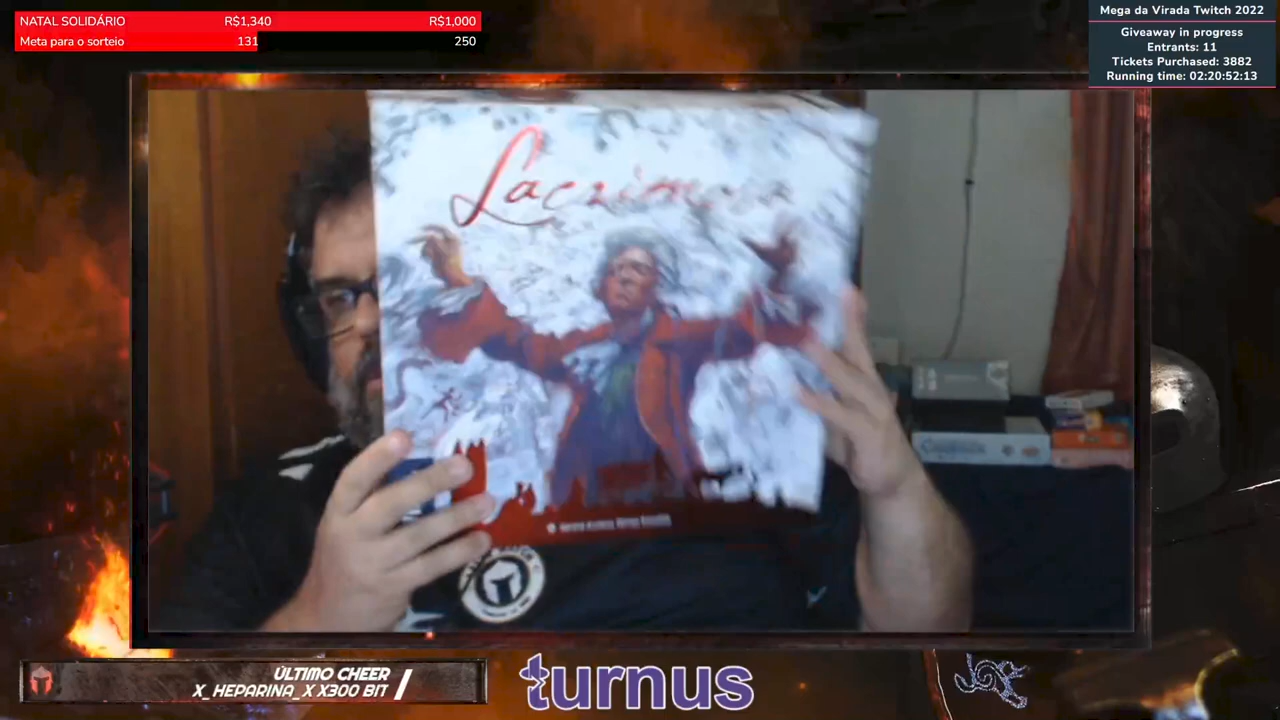 NATAL SOLIDÁRIO R$1,340 R$1,000
Meta para o sorteio 131 250
Mega da Virada Twitch 2022
Giveaway in progress
Entrants: 11
Tickets Purchased: 3882
Running time: 02:20:52:13
Lacrimosa
ÚLTIMO CHEER
X_HEPARINA_X X300 BIT
turnus